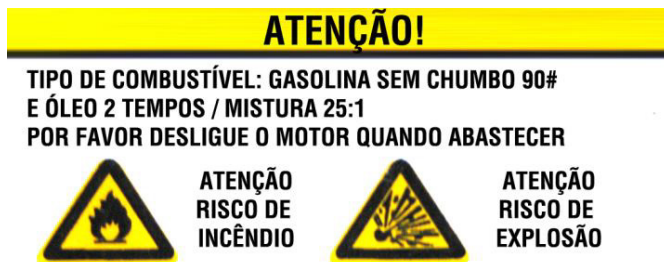 ATENÇÃO!
TIPO DE COMBUSTÍVEL: GASOLINA SEM CHUMBO 90#
E ÓLEO 2 TEMPOS / MISTURA 25:1
POR FAVOR DESLIGUE O MOTOR QUANDO ABASTECER
ATENÇÃO
RISCO DE
INCÊNDIO
ATENÇÃO
RISCO DE
EXPLOSÃO